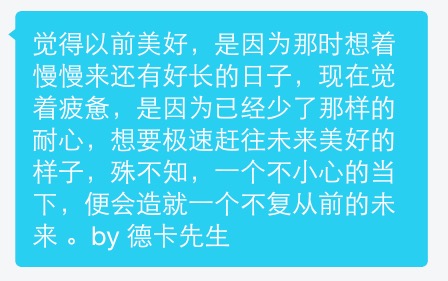 觉得以前美好，是因为那时想着
慢慢来还有好长的日子，现在觉
着疲惫，是因为已经少了那样的
耐心，想要极速赶往未来美好的
样子，殊不知，一个不小心的当
下，便会造就一个不复从前的未
来 。by 德卡先生